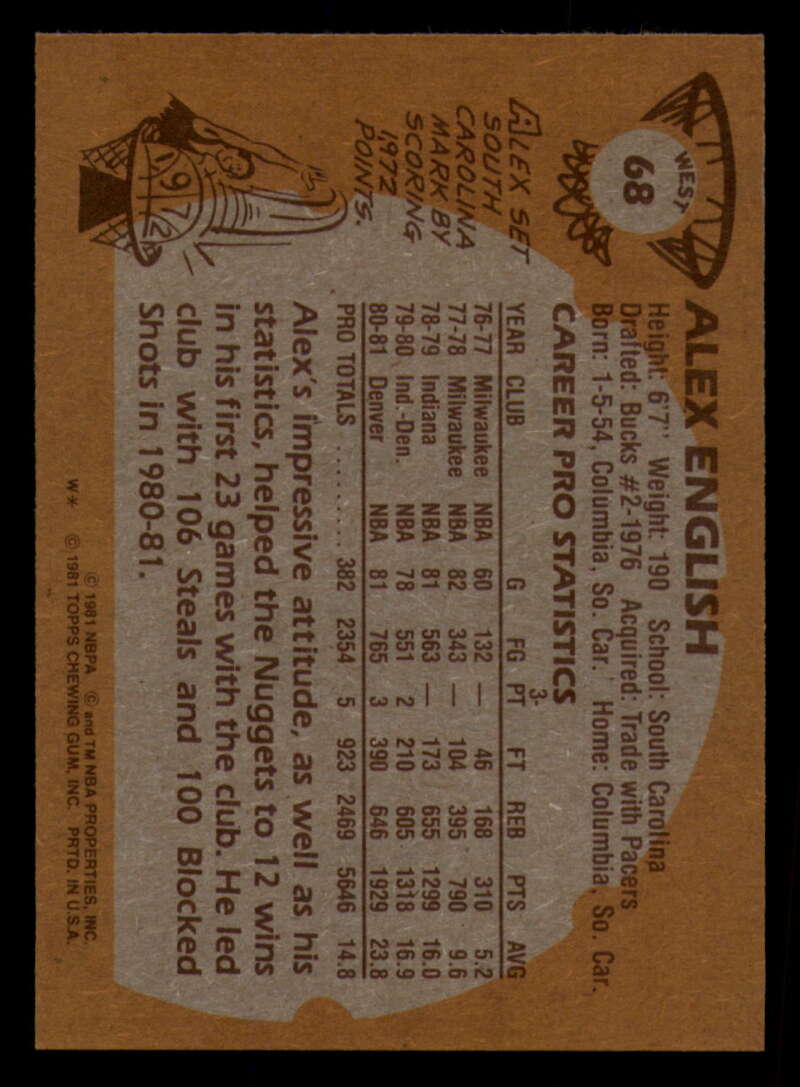 WEST
68
ALEX ENGLISH
Height: 6'7'' Weight: 190 School: South Carolina
Drafted: Bucks #2-1976 Acquired: Trade with Pacers
Born: 1-5-54, Columbia, So. Car. Home: Columbia, So. Car.
CAREER PRO STATISTICS
3-
YEAR CLUB G FG PT FT REB PTS AVG
76-77 Milwaukee NBA 60 132 — 46 168 310 5.2
77-78 Milwaukee NBA 82 343 — 104 395 790 9.6
78-79 Indiana NBA 81 563 — 173 655 1299 16.0
79-80 Ind.-Den. NBA 78 551 2 210 605 1318 16.9
80-81 Denver NBA 81 765 3 390 646 1929 23.8
PRO TOTALS ......... 382 2354 5 923 2469 5646 14.8
ALEX SET
SOUTH
CAROLINA
MARK BY
SCORING
1,972
POINTS.
1972
Alex's impressive attitude, as well as his
statistics, helped the Nuggets to 12 wins
in his first 23 games with the club. He led
club with 106 Steals and 100 Blocked
Shots in 1980-81.
© 1981 NBPA © and TM NBA PROPERTIES, INC.
W* © 1981 TOPPS CHEWING GUM, INC. PRTD. IN U.S.A.